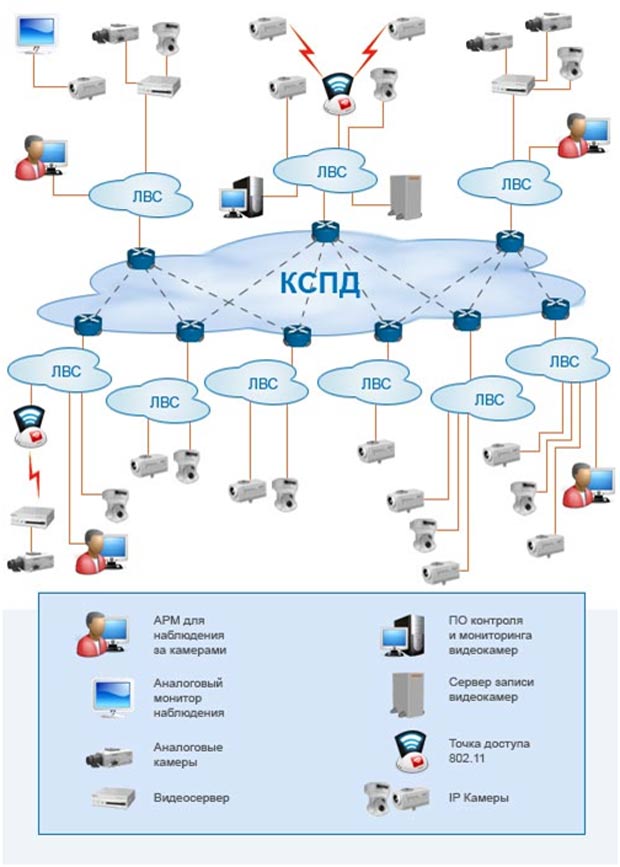 ЛВС
ЛВС
ЛВС
КСПД
ЛВС
ЛВС
ЛВС
ЛВС
ЛВС
ЛВС
АРМ для
наблюдения
за камерами
Аналоговый
монитор
наблюдения
Аналоговые
камеры
Видеосервер
ПО контроля
и мониторинга
видеокамер
Сервер записи
видеокамер
Точка доступа
802.11
IP Камеры